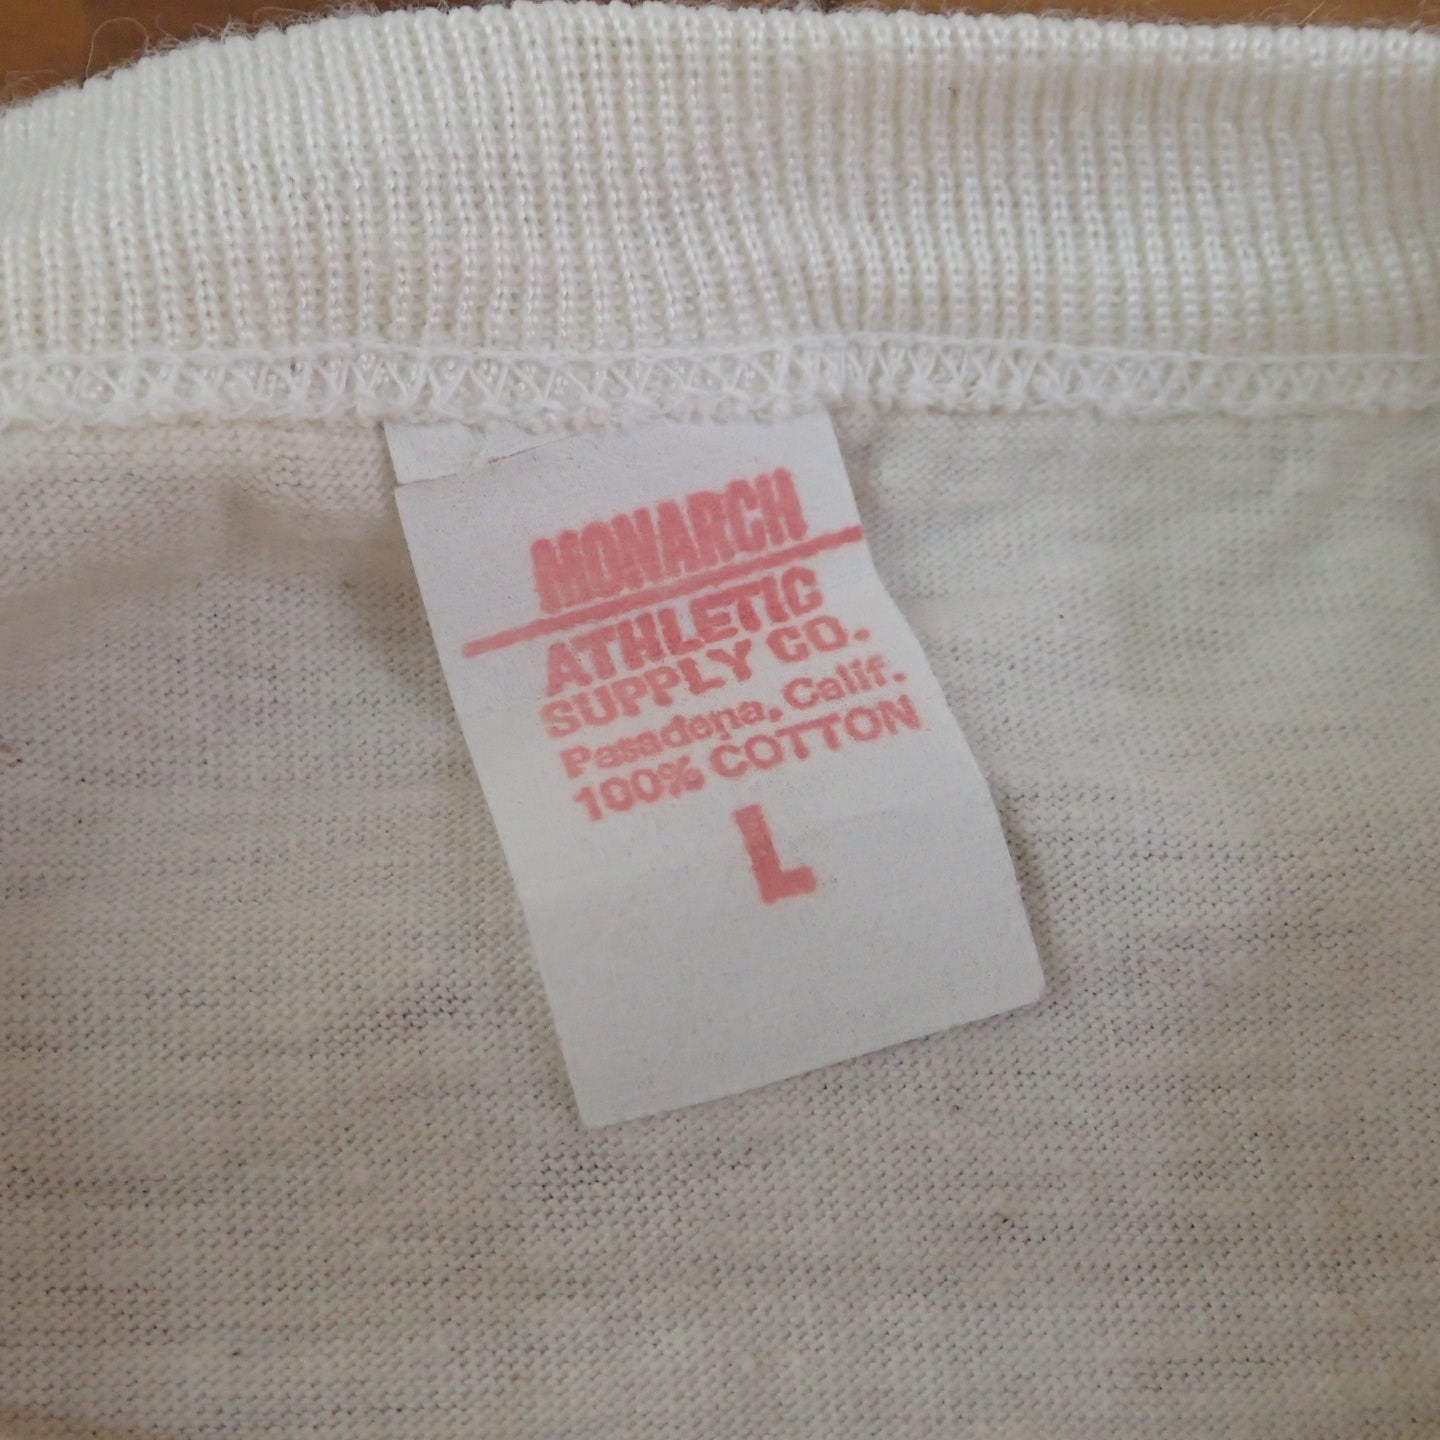 MONARCH
ATHLETIC
SUPPLY CO.
Pasadena, Calif.
100% COTTON
L